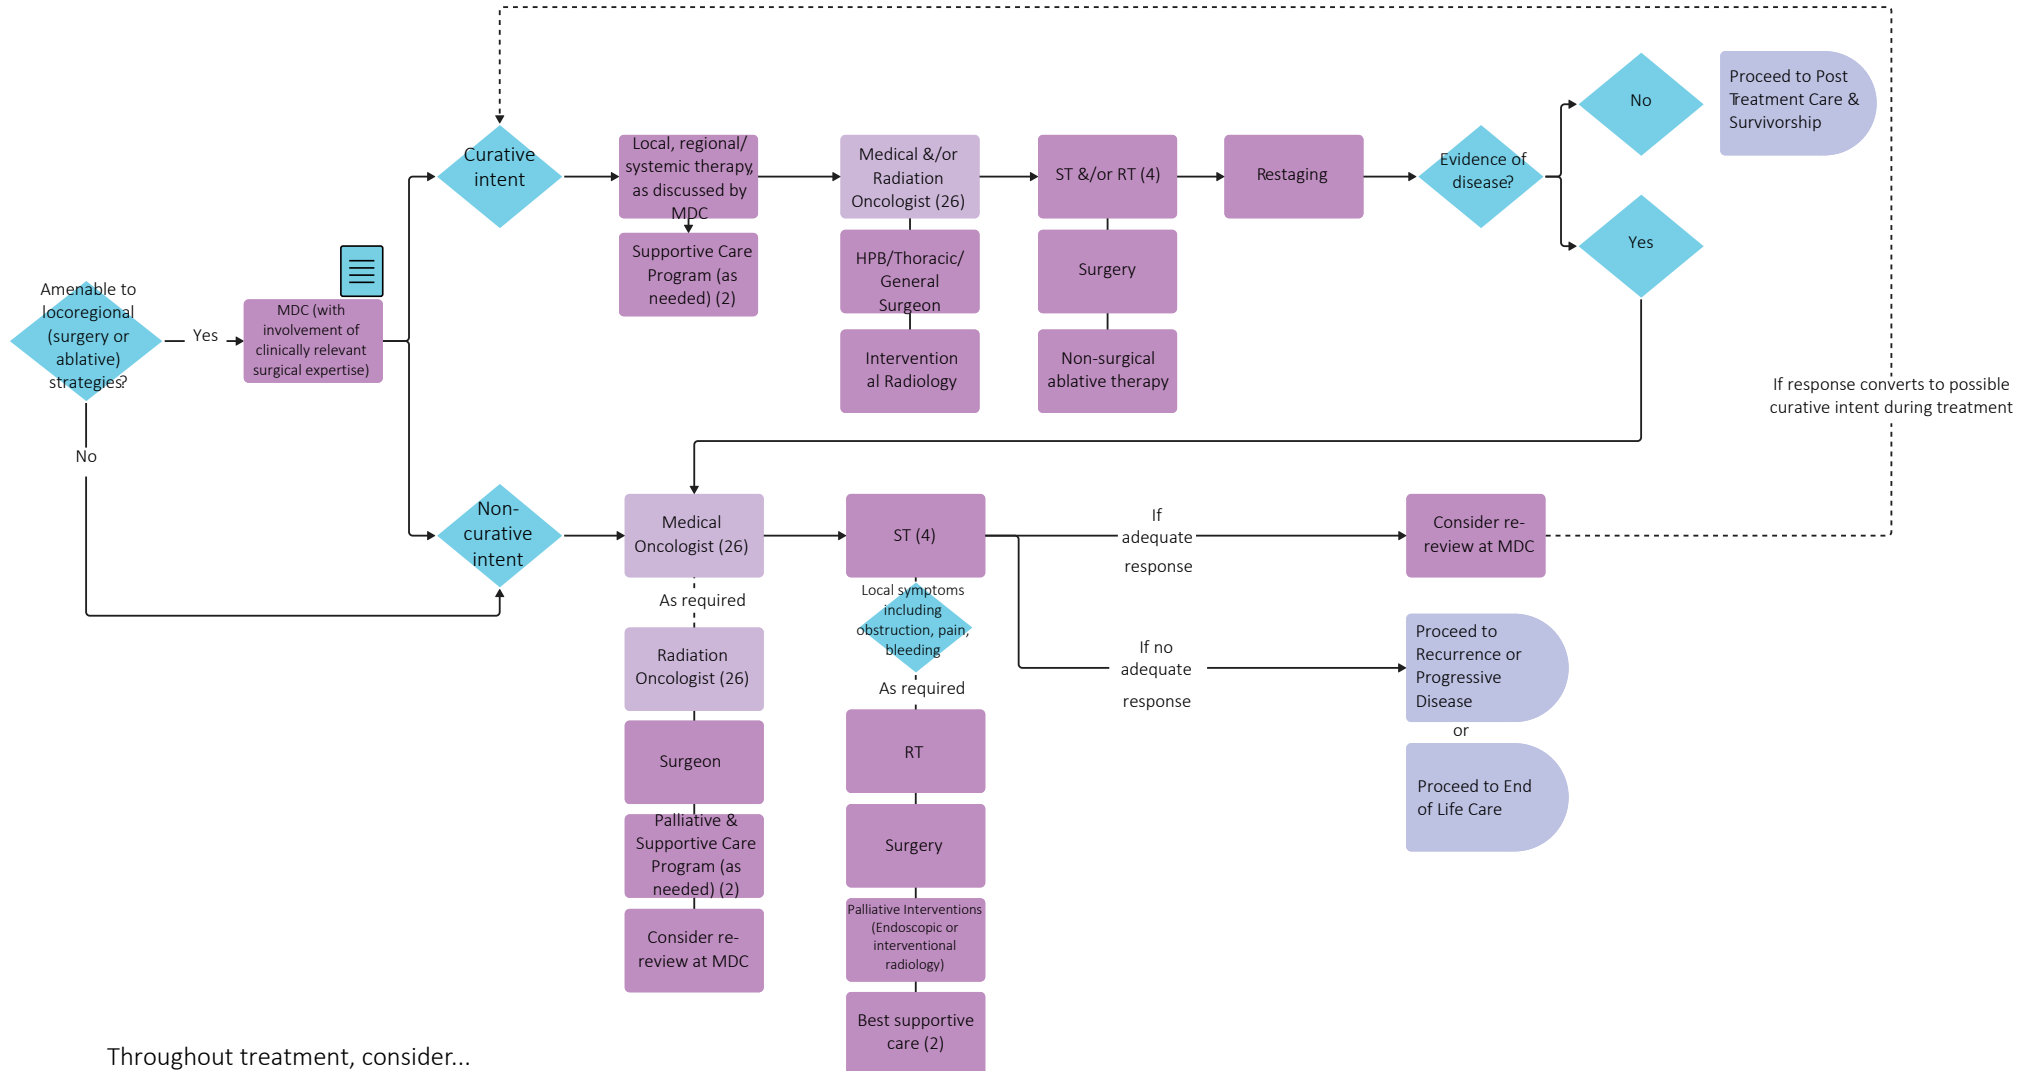 Amenable to
locoregional
(surgery or
ablative)
strategies?
Yes
No
MDC (with
involvement of
clinically relevant
surgical expertise)
Curative
intent
Local, regional/
systemic therapy,
as discussed by
MDC
Supportive Care
Program (as
needed) (2)
Medical &/or
Radiation
Oncologist (26)
HPB/Thoracic/
General
Surgeon
Intervention
al Radiology
ST &/or RT (4)
Surgery
Non-surgical
ablative therapy
Restaging
Evidence of
disease?
No
Proceed to Post
Treatment Care &
Survivorship
Yes
If response converts to possible
curative intent during treatment
Non-
curative
intent
Medical
Oncologist (26)
As required
Radiation
Oncologist (26)
Surgeon
Palliative &
Supportive Care
Program (as
needed) (2)
Consider re-
review at MDC
ST (4)
Local symptoms
including
obstruction, pain,
bleeding
As required
RT
Surgery
Palliative Interventions
(Endoscopic or
interventional
radiology)
Best supportive
care (2)
If
adequate
response
Consider re-
review at MDC
If no
adequate
response
Proceed to
Recurrence or
Progressive
Disease
or
Proceed to End
of Life Care
Throughout treatment, consider...